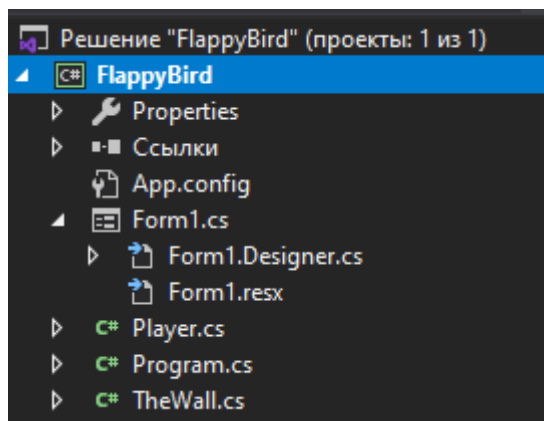 Решение "FlappyBird" (проекты: 1 из 1)
C# FlappyBird
Properties
Ссылки
App.config
Form1.cs
Form1.Designer.cs
Form1.resx
C# Player.cs
C# Program.cs
C# TheWall.cs